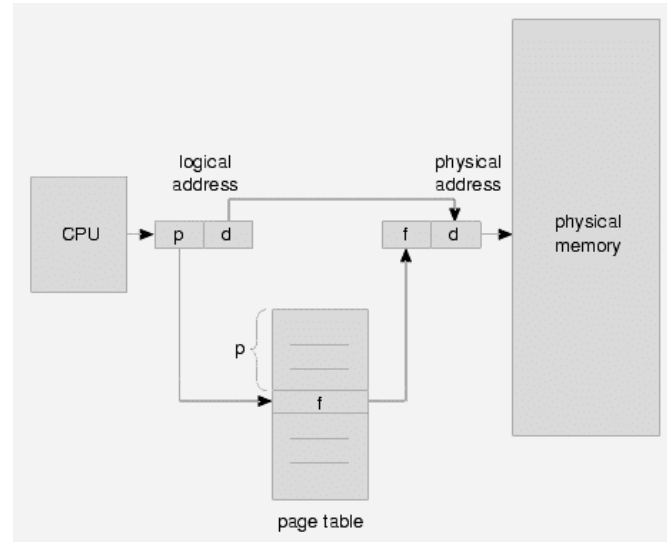 logical
address
physical
address
CPU
p d
f d
physical
memory
p
f
page table